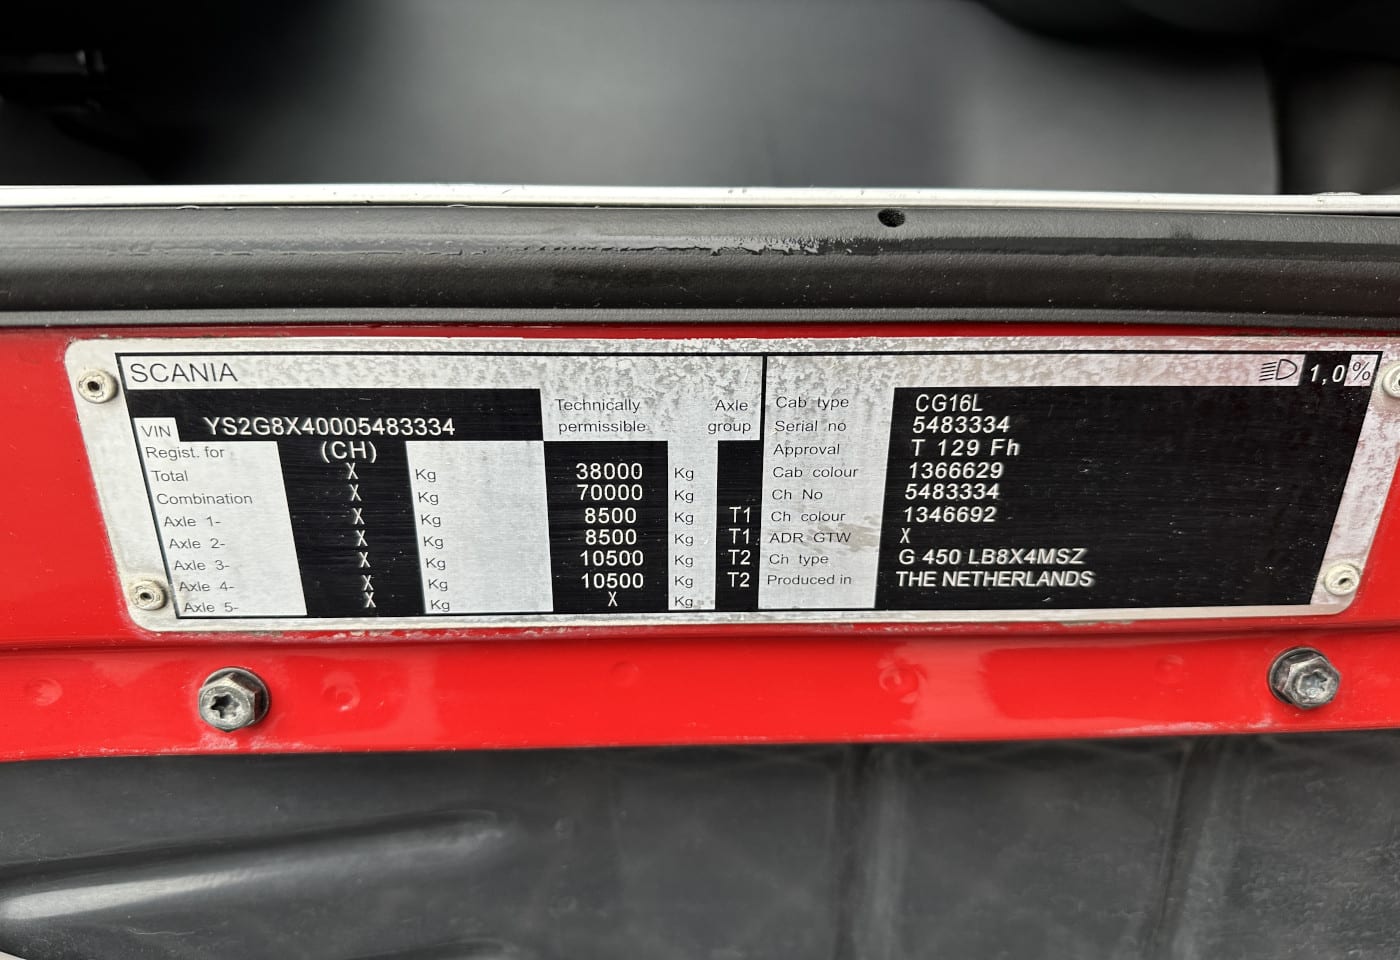 SCANIA
1,0 %
VIN YS2G8X40005483334
Technically permissible
Axle group
Regist. for (CH)
Total X Kg 38000 Kg
Combination X Kg 70000 Kg
Axle 1- X Kg 8500 Kg T1
Axle 2- X Kg 8500 Kg T1
Axle 3- X Kg 10500 Kg T2
Axle 4- X Kg 10500 Kg T2
Axle 5- X Kg X Kg
Cab type CG16L
Serial no 5483334
Approval T 129 Fh
Cab colour 1366629
Ch No 5483334
Ch colour 1346692
ADR GTW X
Ch type G 450 LB8X4MSZ
Produced in THE NETHERLANDS